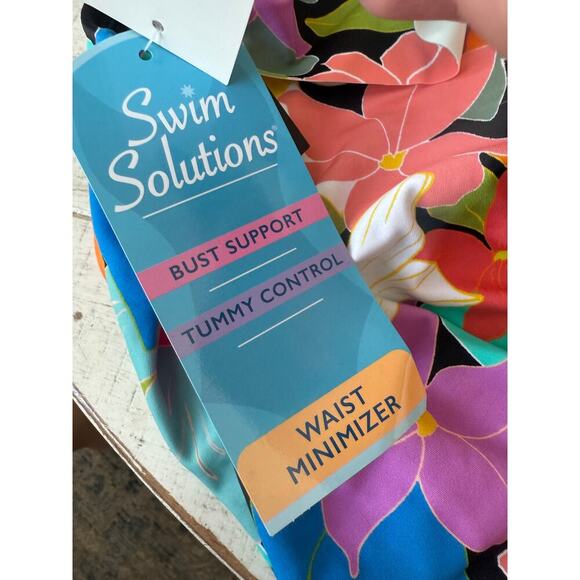 Swim
Solutions®
BUST SUPPORT
TUMMY CONTROL
WAIST
MINIMIZER